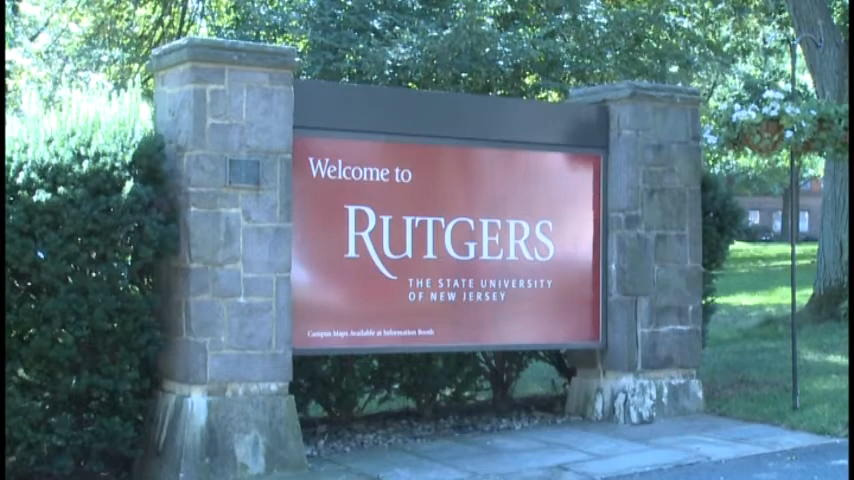 Welcome to
RUTGERS
THE STATE UNIVERSITY
OF NEW JERSEY
Campus Maps Available at Information Booth